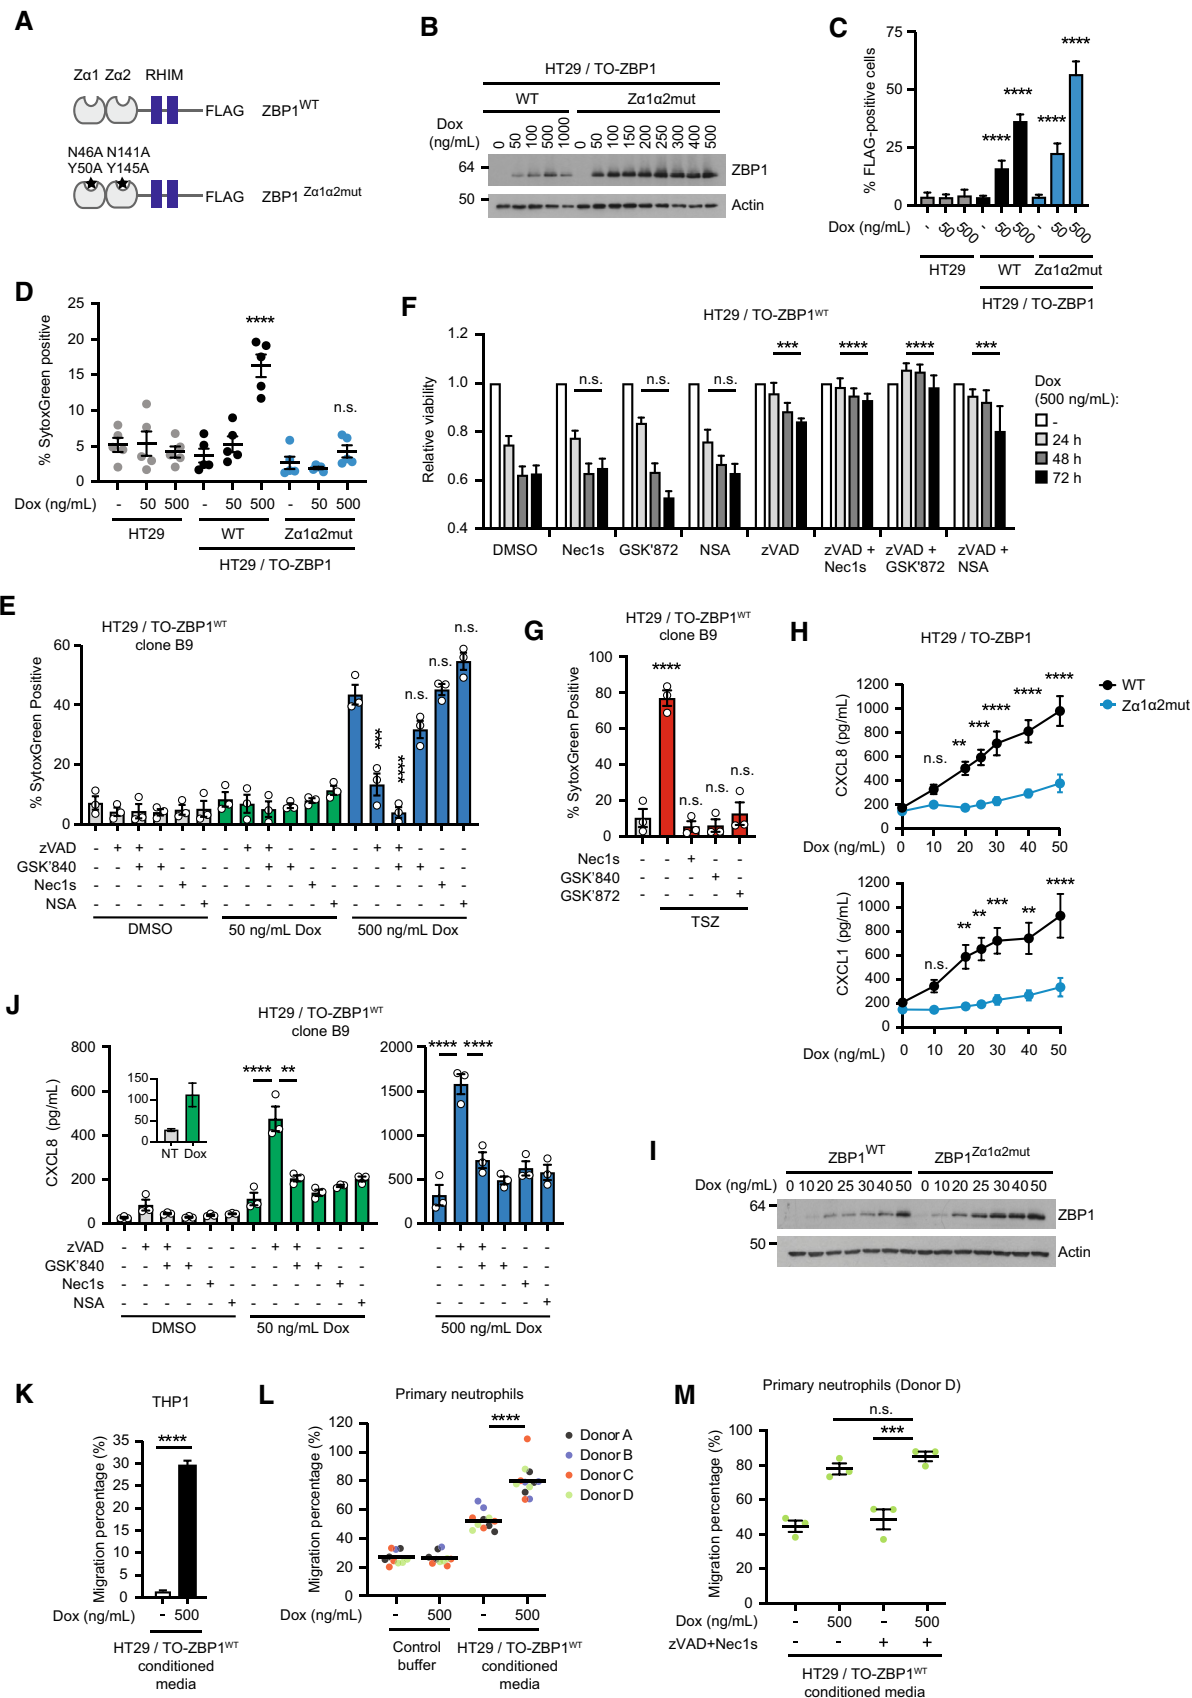 A
Zα1 Zα2 RHIM
FLAG ZBP1WT
N46A N141A
Y50A Y145A
FLAG ZBP1Zα1α2mut
B
HT29 / TO-ZBP1
WT Zα1α2mut
Dox
(ng/mL)
0 50 100 500 1000 0 50 100 150 200 250 300 400 500
64 ZBP1
50 Actin
C
% FLAG-positive cells
75
50
25
0
**** **** **** ****
Dox (ng/mL) - 50 500 - 50 500 - 50 500
HT29 WT Zα1α2mut
HT29 / TO-ZBP1
D
% SytoxGreen positive
25
20
15
10
5
0
****
n.s.
Dox (ng/mL) - 50 500 - 50 500 - 50 500
HT29 WT Zα1α2mut
HT29 / TO-ZBP1
F
HT29 / TO-ZBP1WT
Relative viability
1.2
1.0
0.8
0.6
0.4
n.s. n.s. n.s. *** **** **** ***
DMSO Nec1s GSK'872 NSA zVAD zVAD + Nec1s zVAD + GSK'872 zVAD + NSA
Dox
(500 ng/mL):
-
24 h
48 h
72 h
E
HT29 / TO-ZBP1WT
clone B9
% SytoxGreen Positive
60
40
20
0
*** **** n.s. n.s. n.s.
zVAD - + + - - - - + + - - - - + + - - -
GSK'840 - - + + - - - - + + - - - - + + - -
Nec1s - - - - + - - - - - + - - - - - + -
NSA - - - - - + - - - - - + - - - - - +
DMSO 50 ng/mL Dox 500 ng/mL Dox
G
HT29 / TO-ZBP1WT
clone B9
% SytoxGreen Positive
100
80
60
40
20
0
**** n.s. n.s. n.s.
Nec1s - - + - -
GSK'840 - - - + -
GSK'872 - - - - +
TSZ
H
HT29 / TO-ZBP1
WT
Zα1α2mut
CXCL8 (pg/mL)
1200
1000
800
600
400
200
0
n.s. ** *** **** **** ****
Dox (ng/mL) 0 10 20 30 40 50
CXCL1 (pg/mL)
1200
1000
800
600
400
200
0
n.s. ** ** *** ** ****
Dox (ng/mL) 0 10 20 30 40 50
J
HT29 / TO-ZBP1WT
clone B9
CXCL8 (pg/mL)
800
600
400
200
0
150
100
50
0
NT Dox
**** **
2000
1500
1000
500
0
**** ****
zVAD - + + - - - - + + - - - - + + - - -
GSK'840 - - + + - - - - + + - - - - + + - -
Nec1s - - - - + - - - - - + - - - - - + -
NSA - - - - - + - - - - - + - - - - - +
DMSO 50 ng/mL Dox 500 ng/mL Dox
I
ZBP1WT ZBP1Zα1α2mut
Dox (ng/mL) 0 10 20 25 30 40 50 0 10 20 25 30 40 50
64 ZBP1
50 Actin
K
THP1
Migration percentage (%)
35
30
25
20
15
10
5
0
****
Dox (ng/mL) - 500
HT29 / TO-ZBP1WT
conditioned
media
L
Primary neutrophils
Migration percentage (%)
120
100
80
60
40
20
0
****
Donor A
Donor B
Donor C
Donor D
Dox (ng/mL) - 500 - 500
Control
buffer
HT29 / TO-ZBP1WT
conditioned
media
M
Primary neutrophils (Donor D)
Migration percentage (%)
100
80
60
40
20
0
n.s.
***
Dox (ng/mL) - 500 - 500
zVAD+Nec1s - - + +
HT29 / TO-ZBP1WT
conditioned media